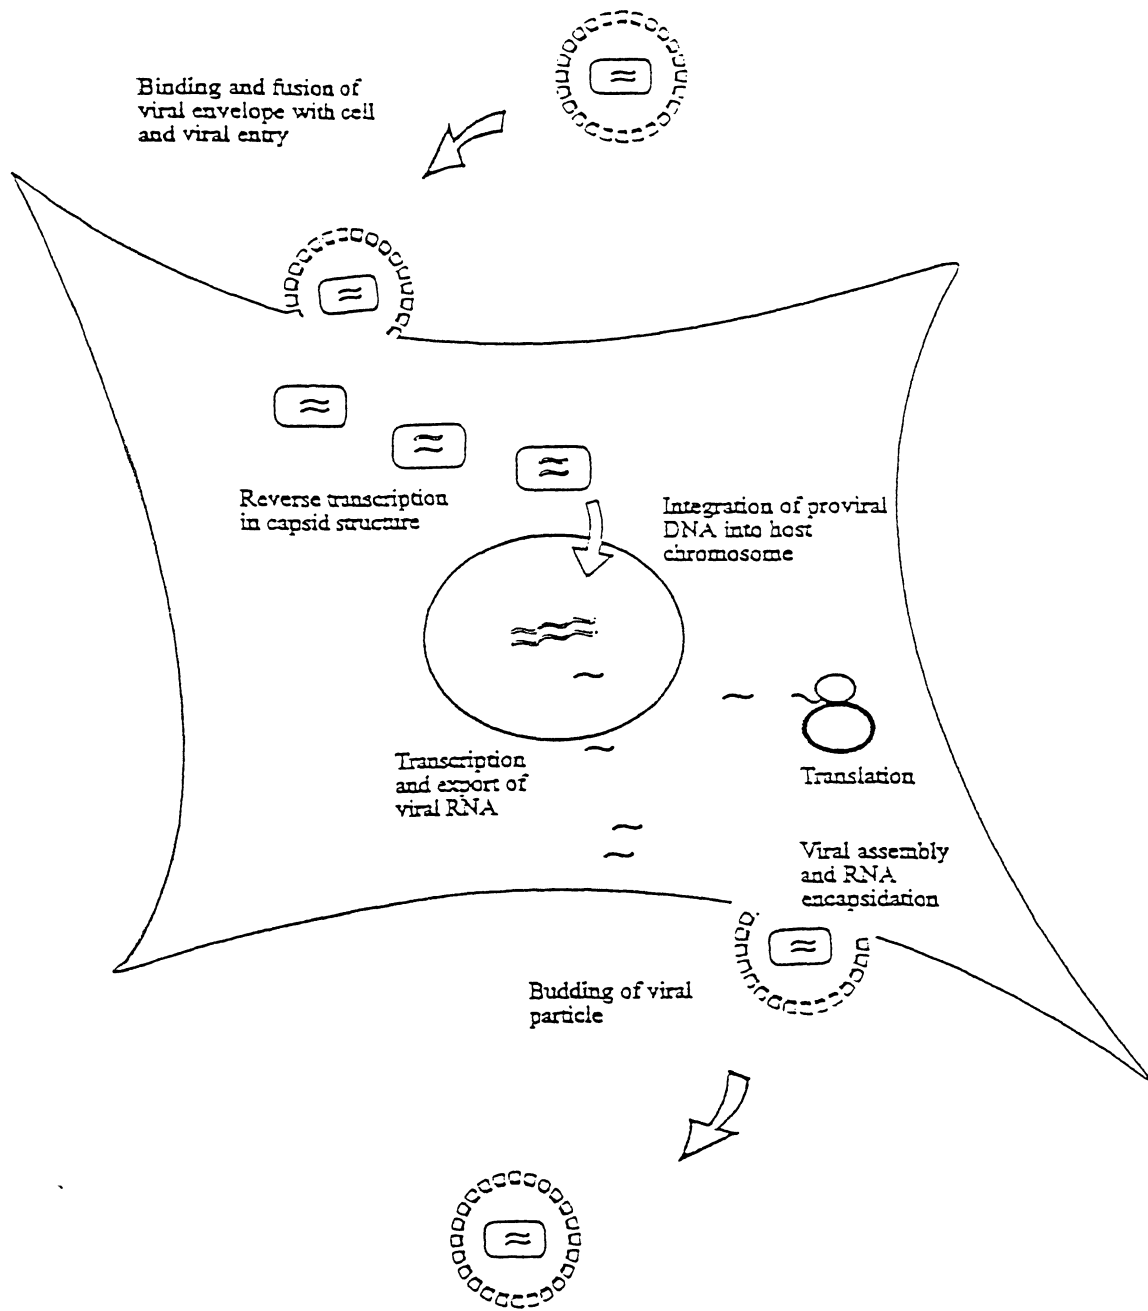 Binding and fusion of
viral envelope with cell
and viral entry
Reverse transcription
in capsid structure
Integration of proviral
DNA into host
chromosome
Transcription
and export of
viral RNA
Translation
Viral assembly
and RNA
encapsidation
Budding of viral
particle